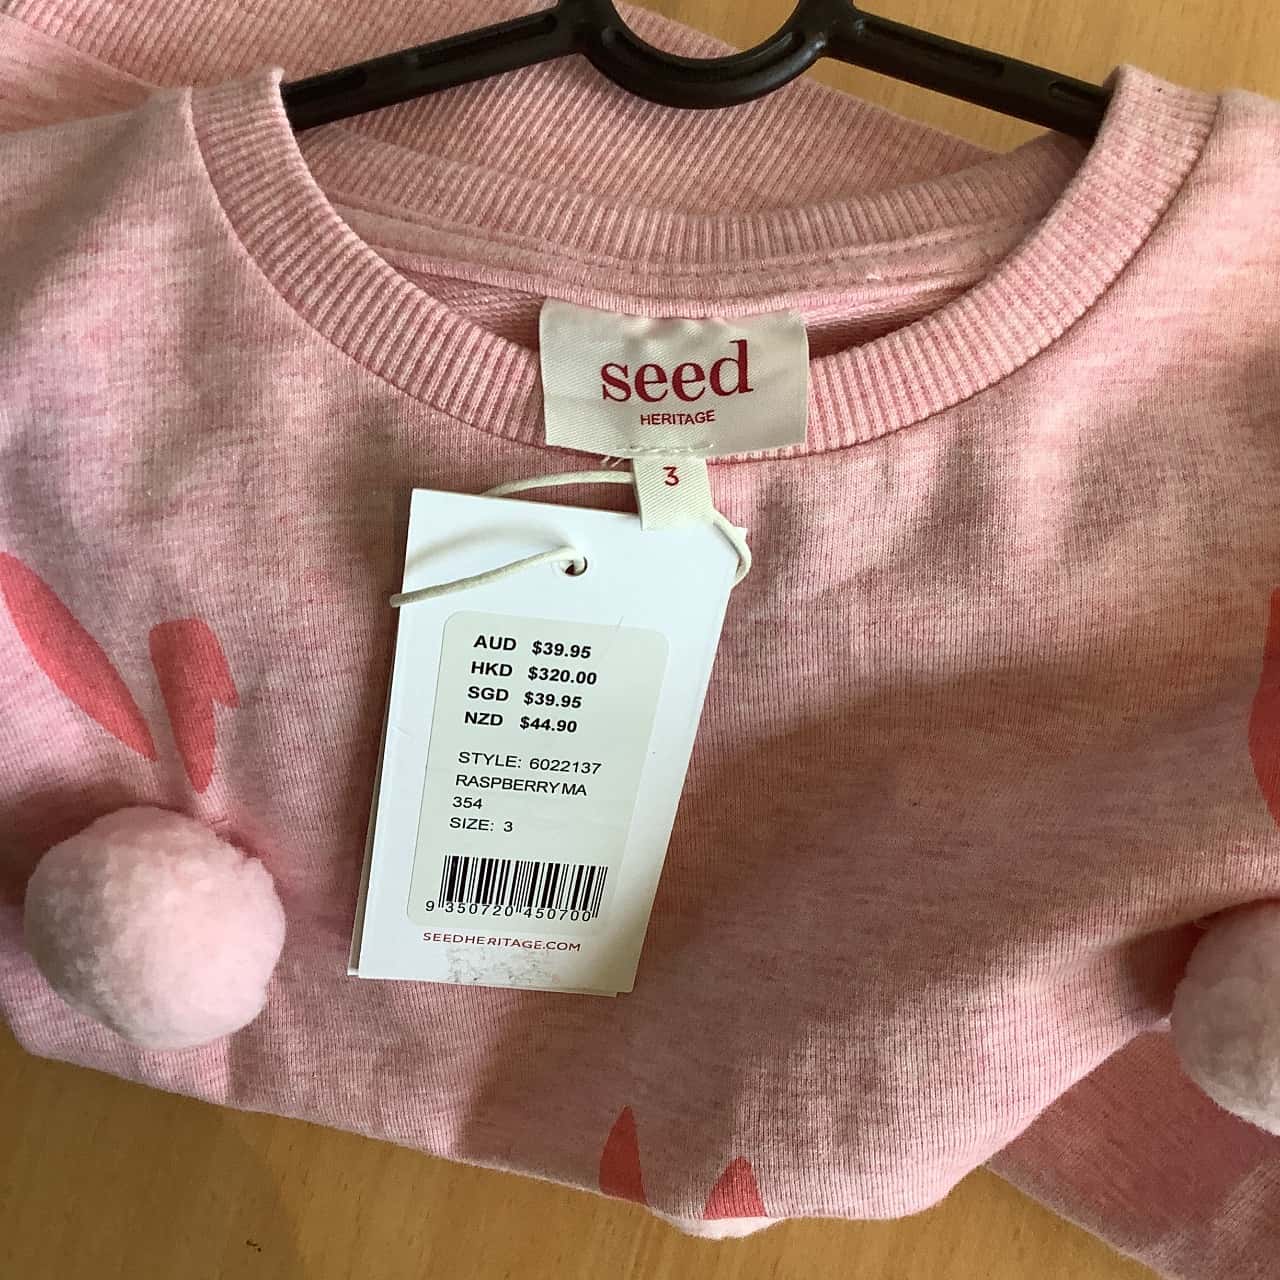 seed
HERITAGE
3
AUD $39.95
HKD $320.00
SGD $39.95
NZD $44.90
STYLE: 6022137
RASPBERRY MA
354
SIZE: 3
9 350720 450700
SEEDHERITAGE.COM